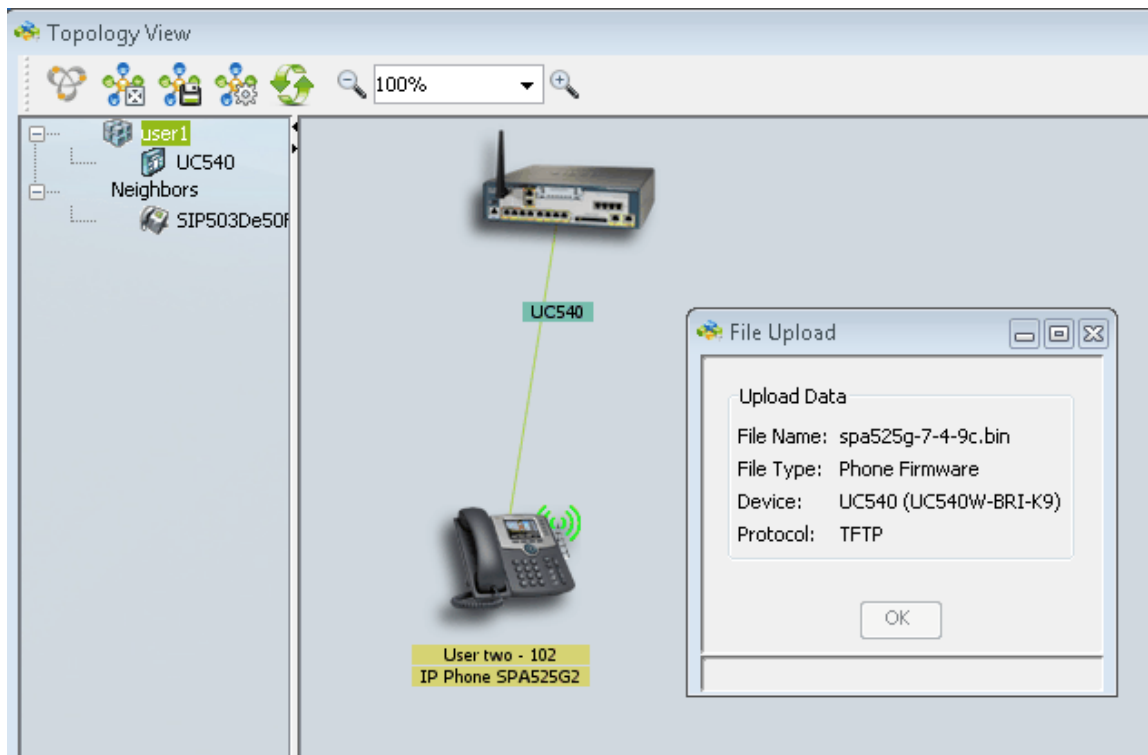 Topology View
100%
user1
UC540
Neighbors
SIP503De50F
UC540
User two - 102
IP Phone SPA525G2
File Upload
Upload Data
File Name: spa525g-7-4-9c.bin
File Type: Phone Firmware
Device: UC540 (UC540W-BRI-K9)
Protocol: TFTP
OK